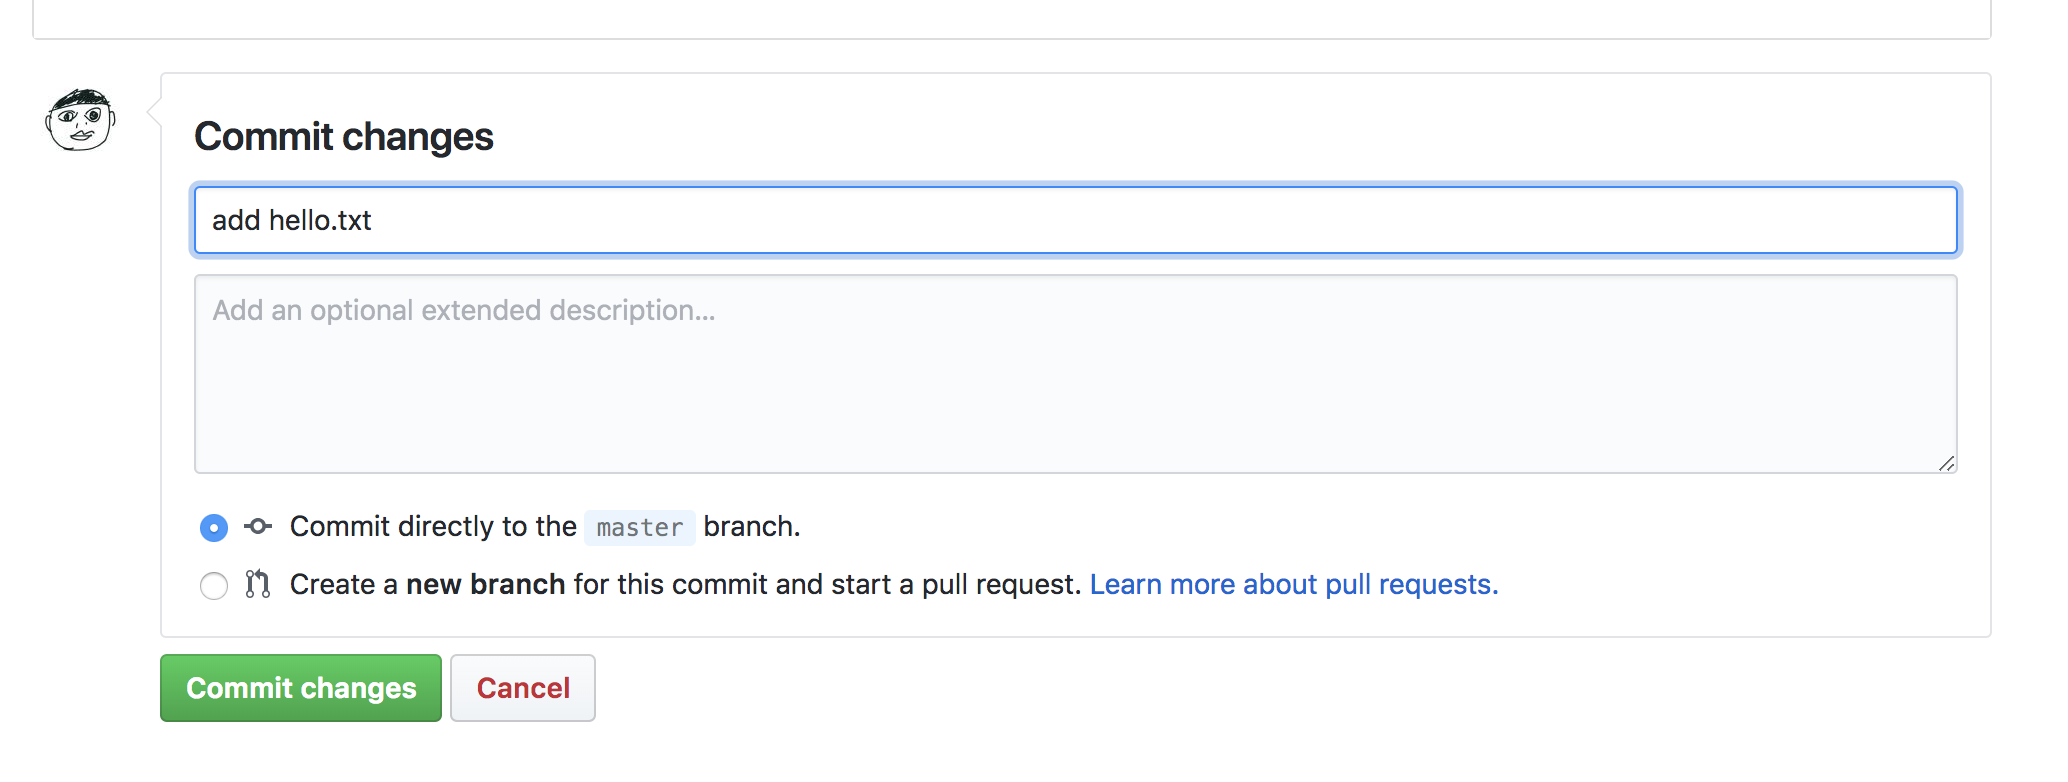 Commit changes
add hello.txt
Add an optional extended description...
Commit directly to the master branch.
Create a new branch for this commit and start a pull request. Learn more about pull requests.
Commit changes Cancel